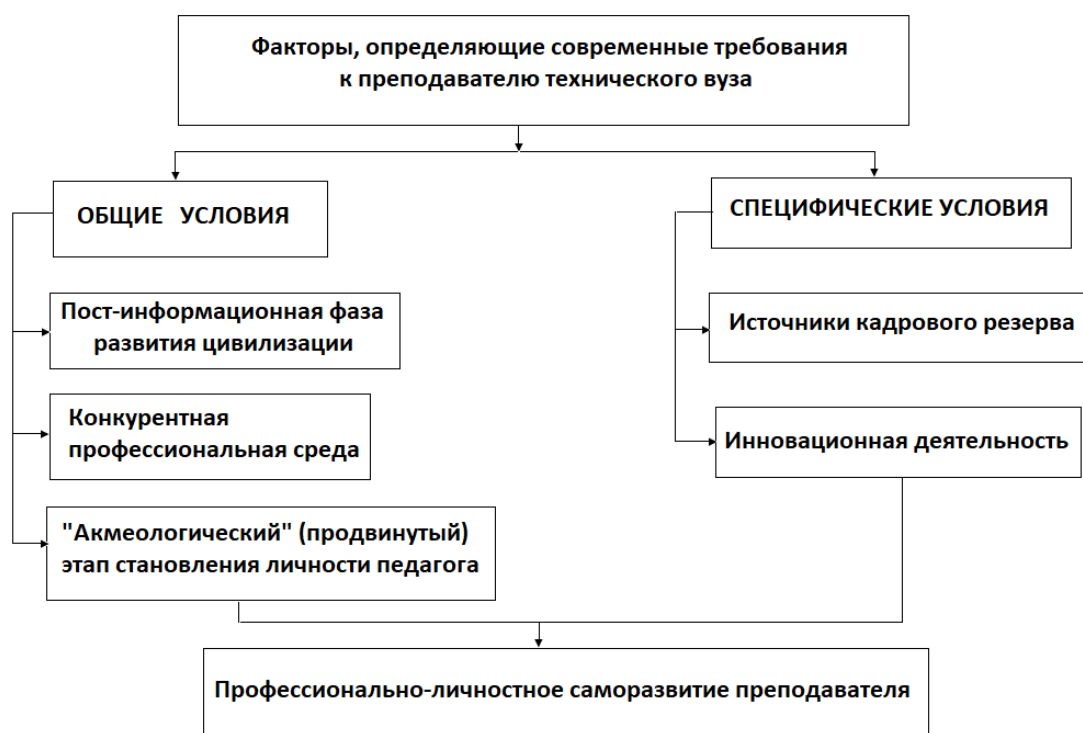 Факторы, определяющие современные требования
к преподавателю технического вуза
ОБЩИЕ УСЛОВИЯ
СПЕЦИФИЧЕСКИЕ УСЛОВИЯ
Пост-информационная фаза
развития цивилизации
Источники кадрового резерва
Конкурентная
профессиональная среда
Инновационная деятельность
"Акмеологический" (продвинутый)
этап становления личности педагога
Профессионально-личностное саморазвитие преподавателя